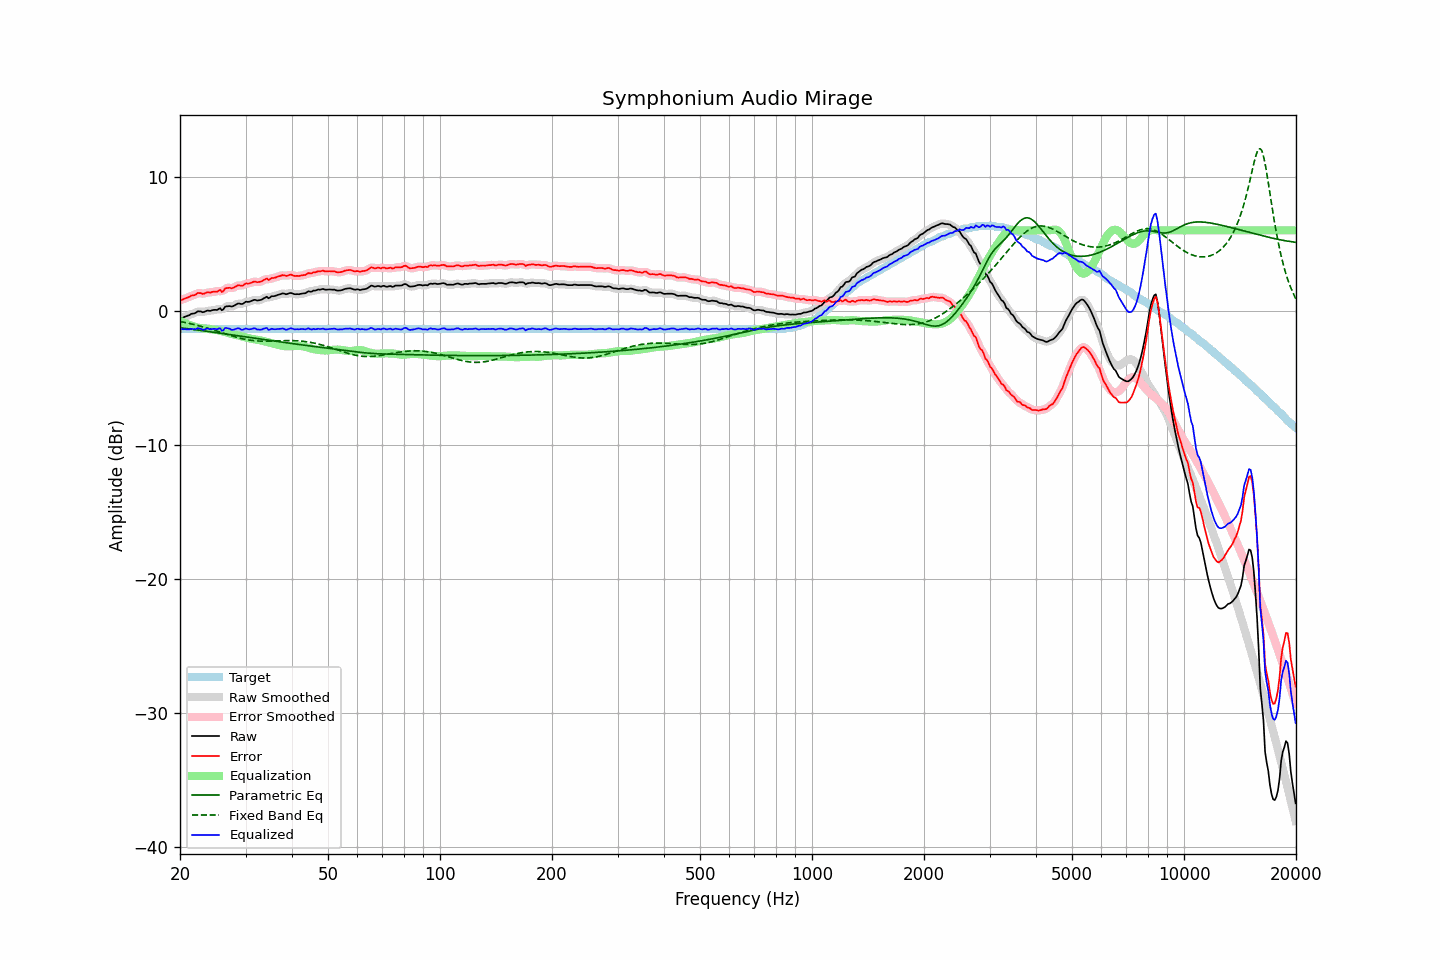 Symphonium Audio Mirage
Amplitude (dBr)
10
0
−10
−20
−30
−40
Target
Raw Smoothed
Error Smoothed
Raw
Error
Equalization
Parametric Eq
Fixed Band Eq
Equalized
20 50 100 200 500 1000 2000 5000 10000 20000
Frequency (Hz)